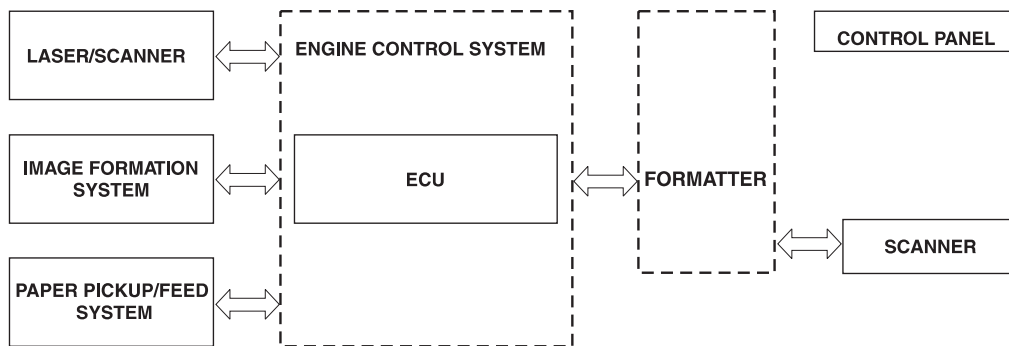 LASER/SCANNER
ENGINE CONTROL SYSTEM
CONTROL PANEL
IMAGE FORMATION
SYSTEM
ECU
FORMATTER
SCANNER
PAPER PICKUP/FEED
SYSTEM